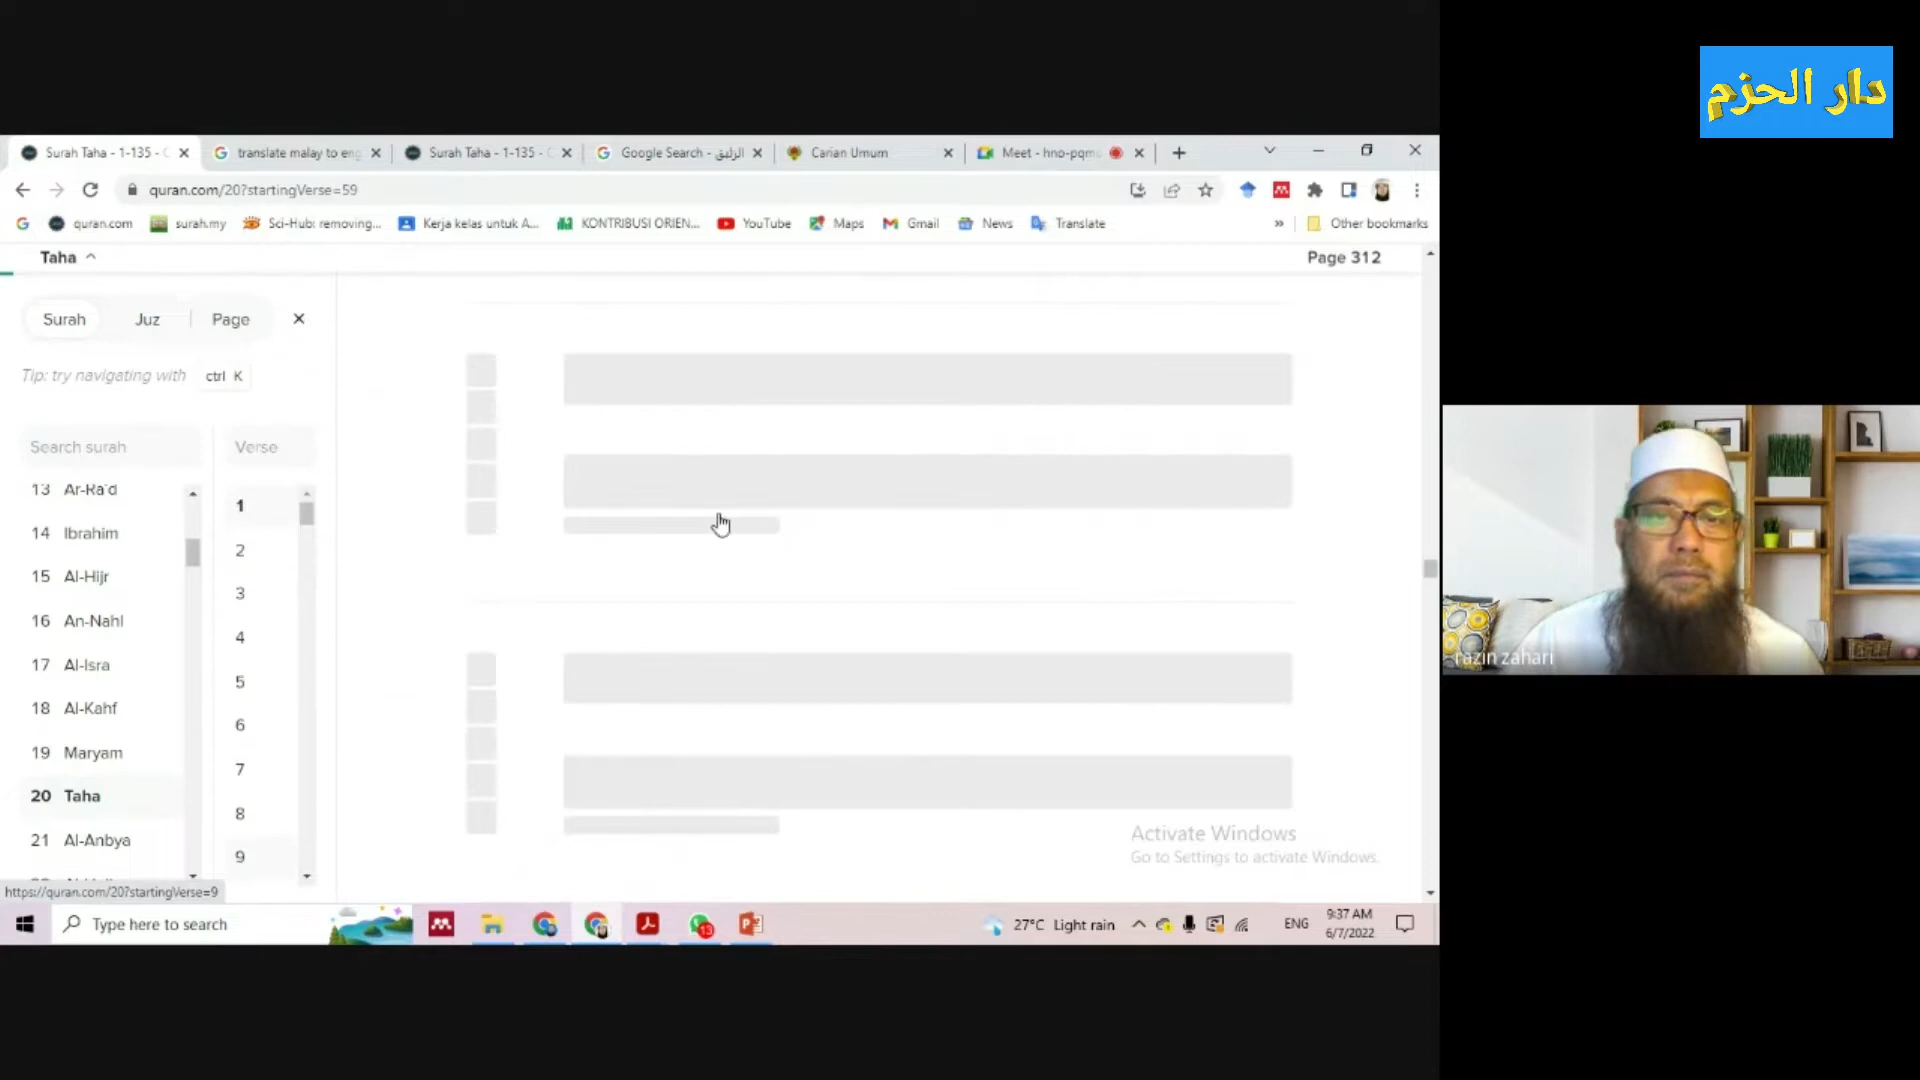 دار الحزم
Surah Taha - 1-135 - translate malay to eng Surah Taha - 1-135 - Google Search - الزئبق Carian Umum Meet - hno-pqm
quran.com/20?startingVerse=59
quran.com surah.my Sci-Hub: removing... Kerja kelas untuk A... KONTRIBUSI ORIEN... YouTube Maps Gmail News Translate » Other bookmarks
Taha Page 312
Surah Juz Page
Tip: try navigating with ctrl K
Search surah Verse
13 Ar-Ra'd
14 Ibrahim
15 Al-Hijr
16 An-Nahl
17 Al-Isra
18 Al-Kahf
19 Maryam
20 Taha
21 Al-Anbya
1
2
3
4
5
6
7
8
9
razin zahari
Activate Windows
Go to Settings to activate Windows.
https://quran.com/20?startingVerse=9
Type here to search 13 27°C Light rain ENG 9:37 AM
6/7/2022